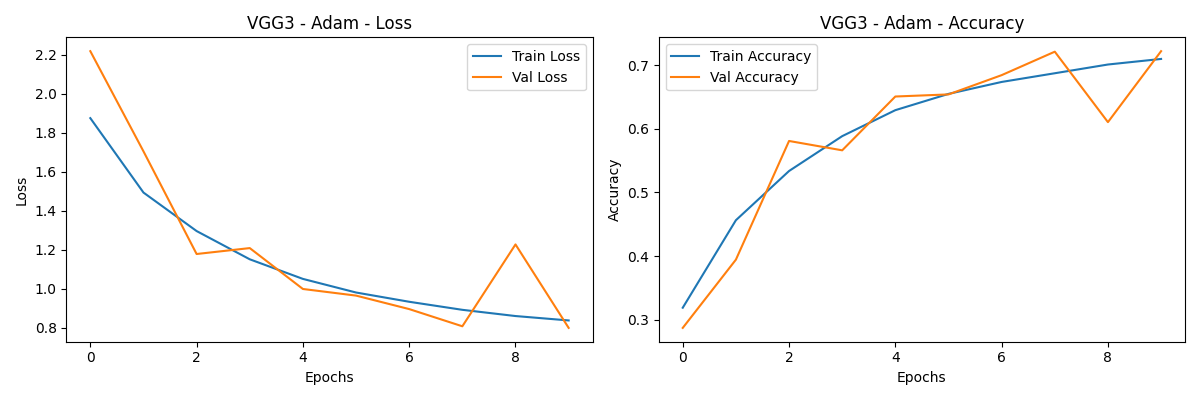 VGG3 - Adam - Loss
2.2
2.0
1.8
1.6
1.4
1.2
1.0
0.8
Loss
Train Loss
Val Loss
0 2 4 6 8
Epochs
VGG3 - Adam - Accuracy
0.7
0.6
0.5
0.4
0.3
Accuracy
Train Accuracy
Val Accuracy
0 2 4 6 8
Epochs